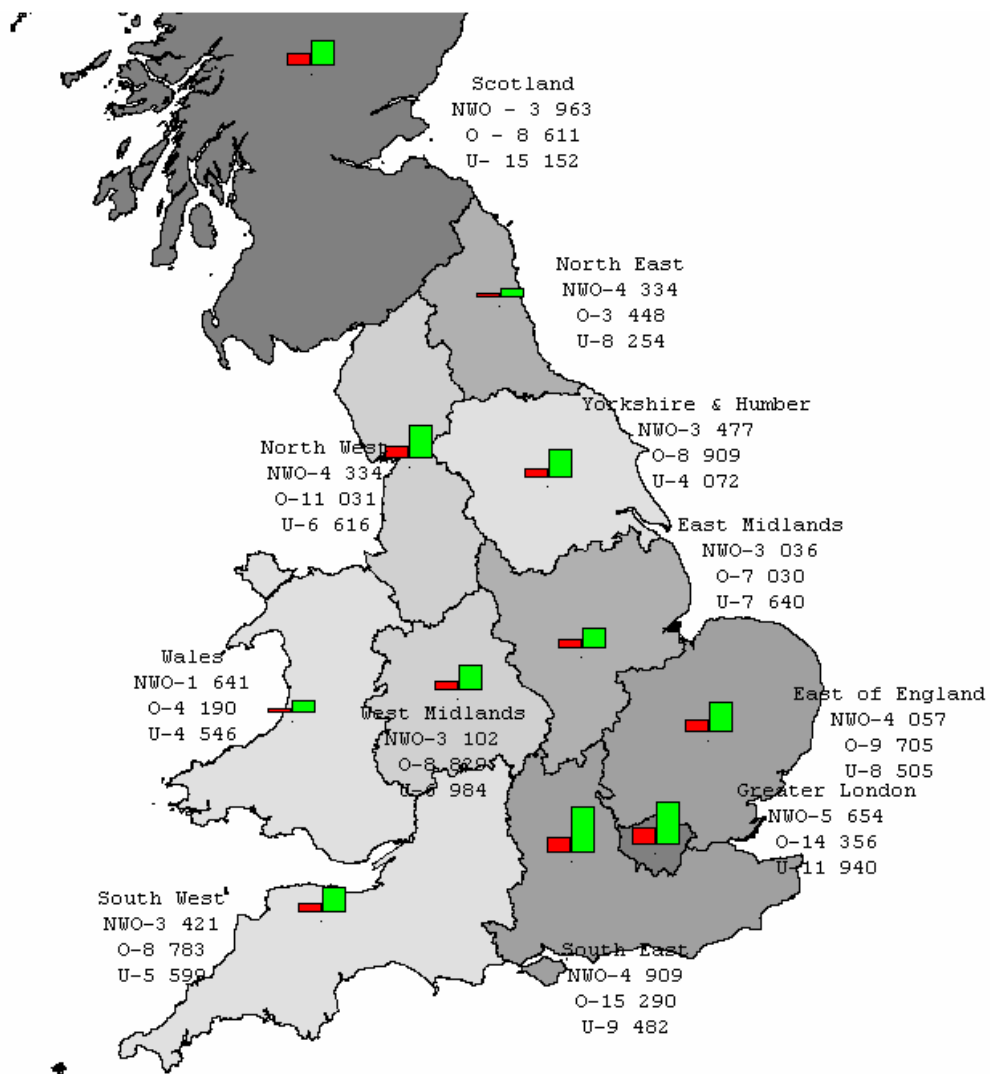 Scotland
NWO - 3 963
O - 8 611
U- 15 152
North East
NWO-4 334
O-3 448
U-8 254
Yorkshire & Humber
NWO-3 477
O-8 909
U-4 072
North West
NWO-4 334
O-11 031
U-6 616
East Midlands
NWO-3 036
O-7 030
U-7 640
Wales
NWO-1 641
O-4 190
U-4 546
West Midlands
NWO-3 102
O-8 829
U-6 984
East of England
NWO-4 057
O-9 705
U-8 505
Greater London
NWO-5 654
O-14 356
U-11 940
South West
NWO-3 421
O-8 783
U-5 599
South East
NWO-4 909
O-15 290
U-9 482